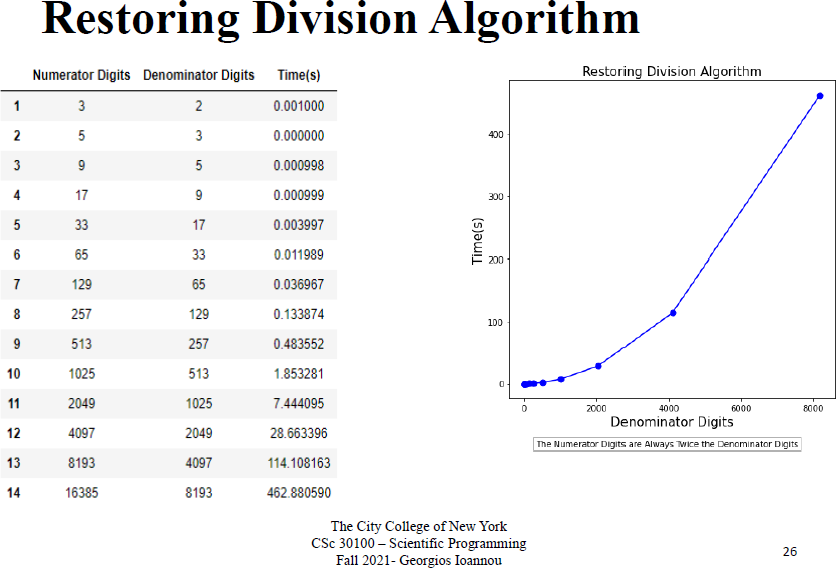 Restoring Division Algorithm
Numerator Digits Denominator Digits Time(s)
1 3 2 0.001000
2 5 3 0.000000
3 9 5 0.000998
4 17 9 0.000999
5 33 17 0.003997
6 65 33 0.011989
7 129 65 0.036967
8 257 129 0.133874
9 513 257 0.483552
10 1025 513 1.853281
11 2049 1025 7.444095
12 4097 2049 28.663396
13 8193 4097 114.108163
14 16385 8193 462.880590
Restoring Division Algorithm
Time(s)
400
300
200
100
0
0 2000 4000 6000 8000
Denominator Digits
The Numerator Digits are Always Twice the Denominator Digits
The City College of New York
CSc 30100 – Scientific Programming
Fall 2021- Georgios Ioannou
26